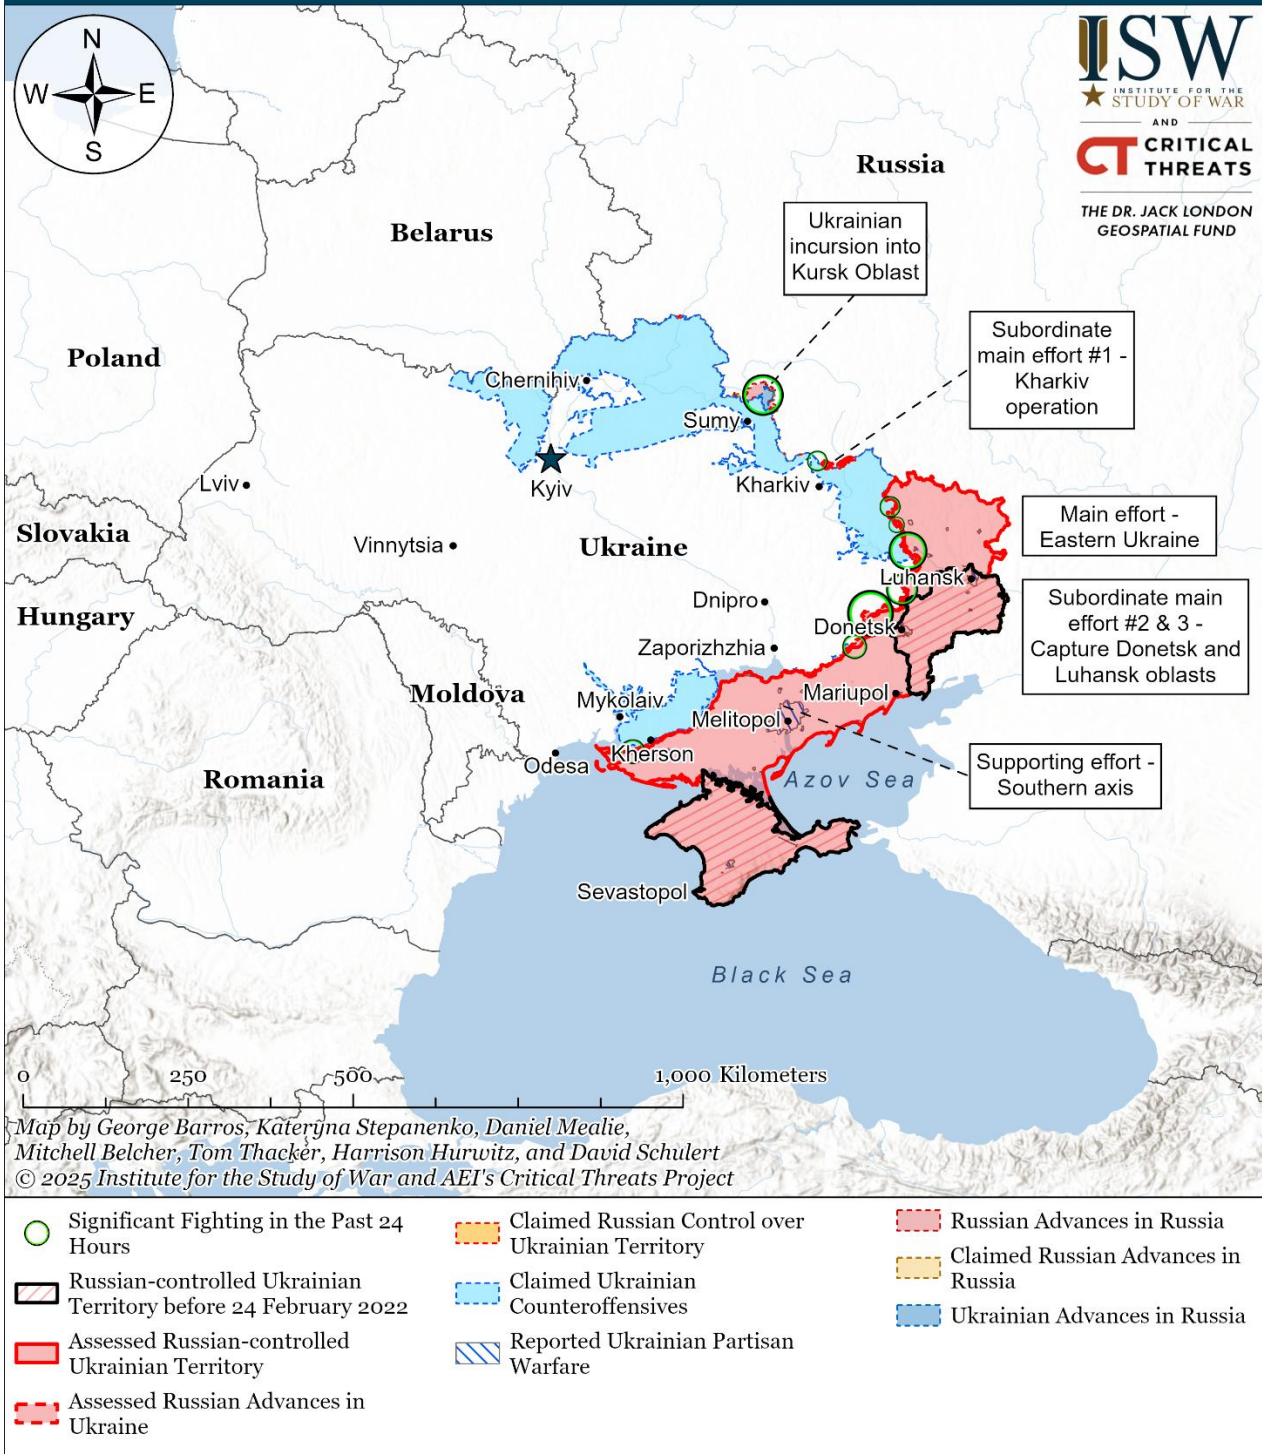 N
W
E
S
ISW
INSTITUTE FOR THE
STUDY OF WAR
AND
CT CRITICAL
THREATS
THE DR. JACK LONDON
GEOSPATIAL FUND
Russia
Belarus
Ukrainian
incursion into
Kursk Oblast
Subordinate
main effort #1 -
Kharkiv
operation
Poland
Chernihiv
Sumy
Kyiv
Kharkiv
Lviv
Slovakia
Vinnytsia
Ukraine
Main effort -
Eastern Ukraine
Luhansk
Hungary
Dnipro
Donetsk
Subordinate main
effort #2 & 3 -
Capture Donetsk and
Luhansk oblasts
Zaporizhzhia
Moldova
Mykolaiv
Mariupol
Melitopol
Kherson
Odesa
Romania
Azov Sea
Supporting effort -
Southern axis
Sevastopol
Black Sea
0 250 500 1,000 Kilometers
Map by George Barros, Kateryna Stepanenko, Daniel Mealie,
Mitchell Belcher, Tom Thacker, Harrison Hurwitz, and David Schulert
© 2025 Institute for the Study of War and AEI's Critical Threats Project
Significant Fighting in the Past 24
Hours
Russian-controlled Ukrainian
Territory before 24 February 2022
Assessed Russian-controlled
Ukrainian Territory
Assessed Russian Advances in
Ukraine
Claimed Russian Control over
Ukrainian Territory
Claimed Ukrainian
Counteroffensives
Reported Ukrainian Partisan
Warfare
Russian Advances in Russia
Claimed Russian Advances in
Russia
Ukrainian Advances in Russia